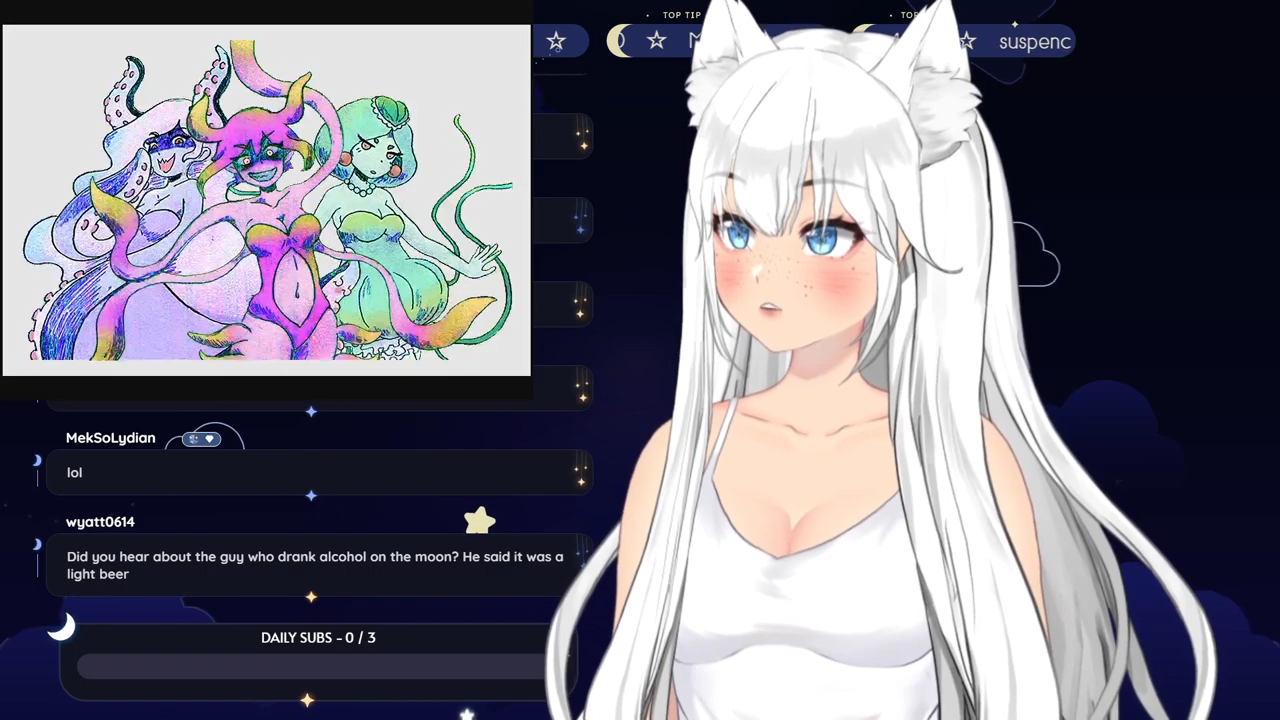 TOP TIP
TOP
suspenc
MekSoLydian
lol
wyatt0614
Did you hear about the guy who drank alcohol on the moon? He said it was a
light beer
DAILY SUBS - 0 / 3